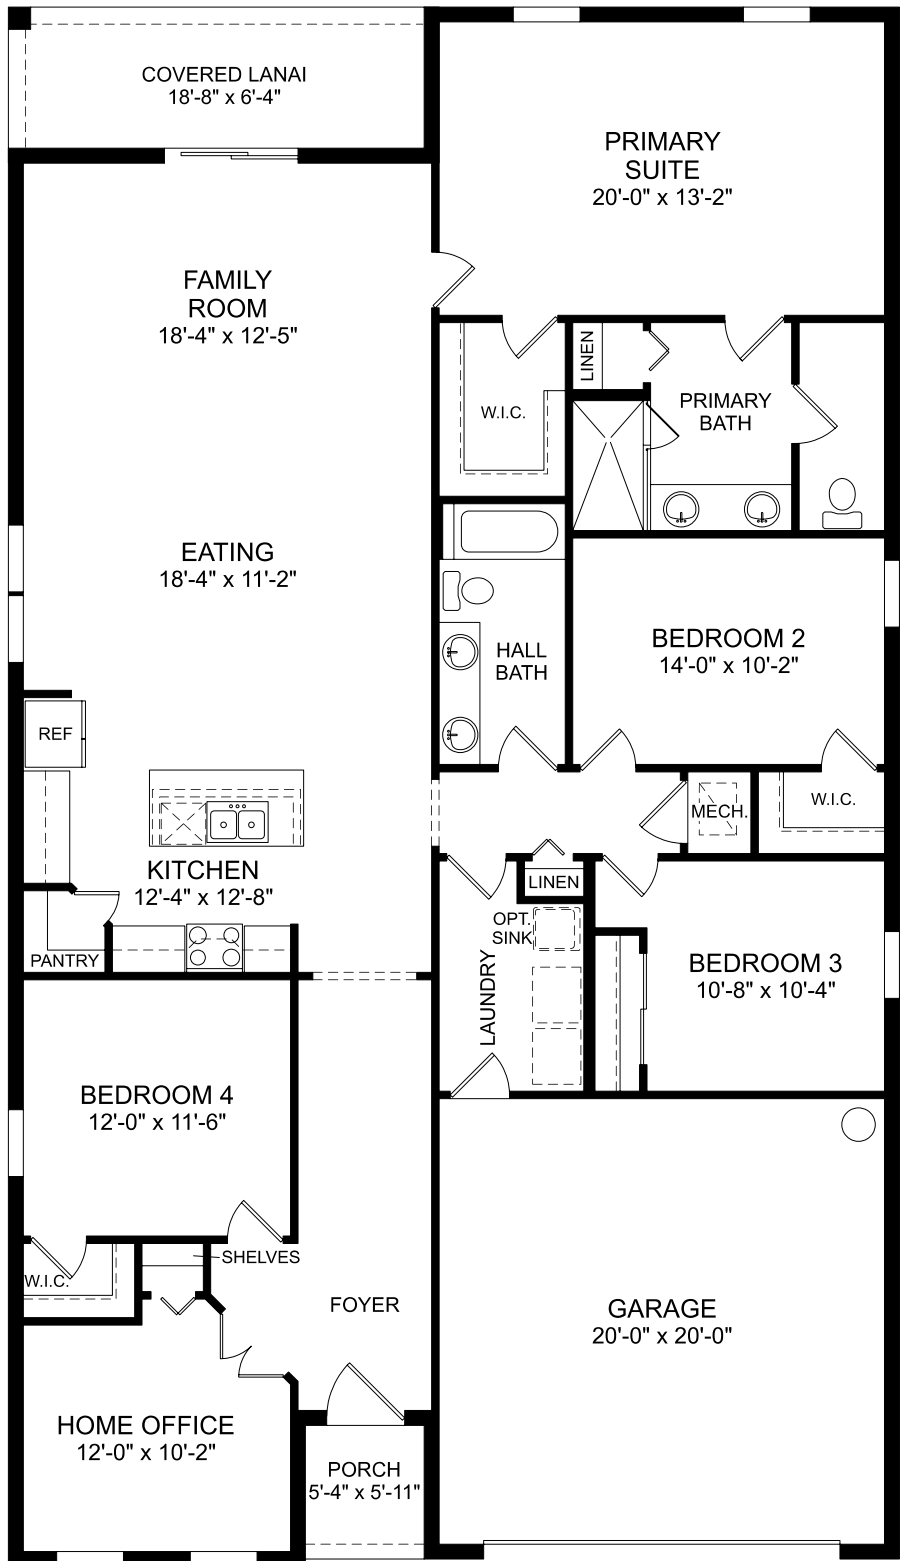 COVERED LANAI
18'-8" x 6'-4"
PRIMARY
SUITE
20'-0" x 13'-2"
FAMILY
ROOM
18'-4" x 12'-5"
LINEN
W.I.C.
PRIMARY
BATH
EATING
18'-4" x 11'-2"
HALL
BATH
BEDROOM 2
14'-0" x 10'-2"
REF
MECH.
W.I.C.
KITCHEN
12'-4" x 12'-8"
LINEN
OPT.
SINK
PANTRY
LAUNDRY
BEDROOM 3
10'-8" x 10'-4"
BEDROOM 4
12'-0" x 11'-6"
SHELVES
W.I.C.
FOYER
GARAGE
20'-0" x 20'-0"
HOME OFFICE
12'-0" x 10'-2"
PORCH
5'-4" x 5'-11"